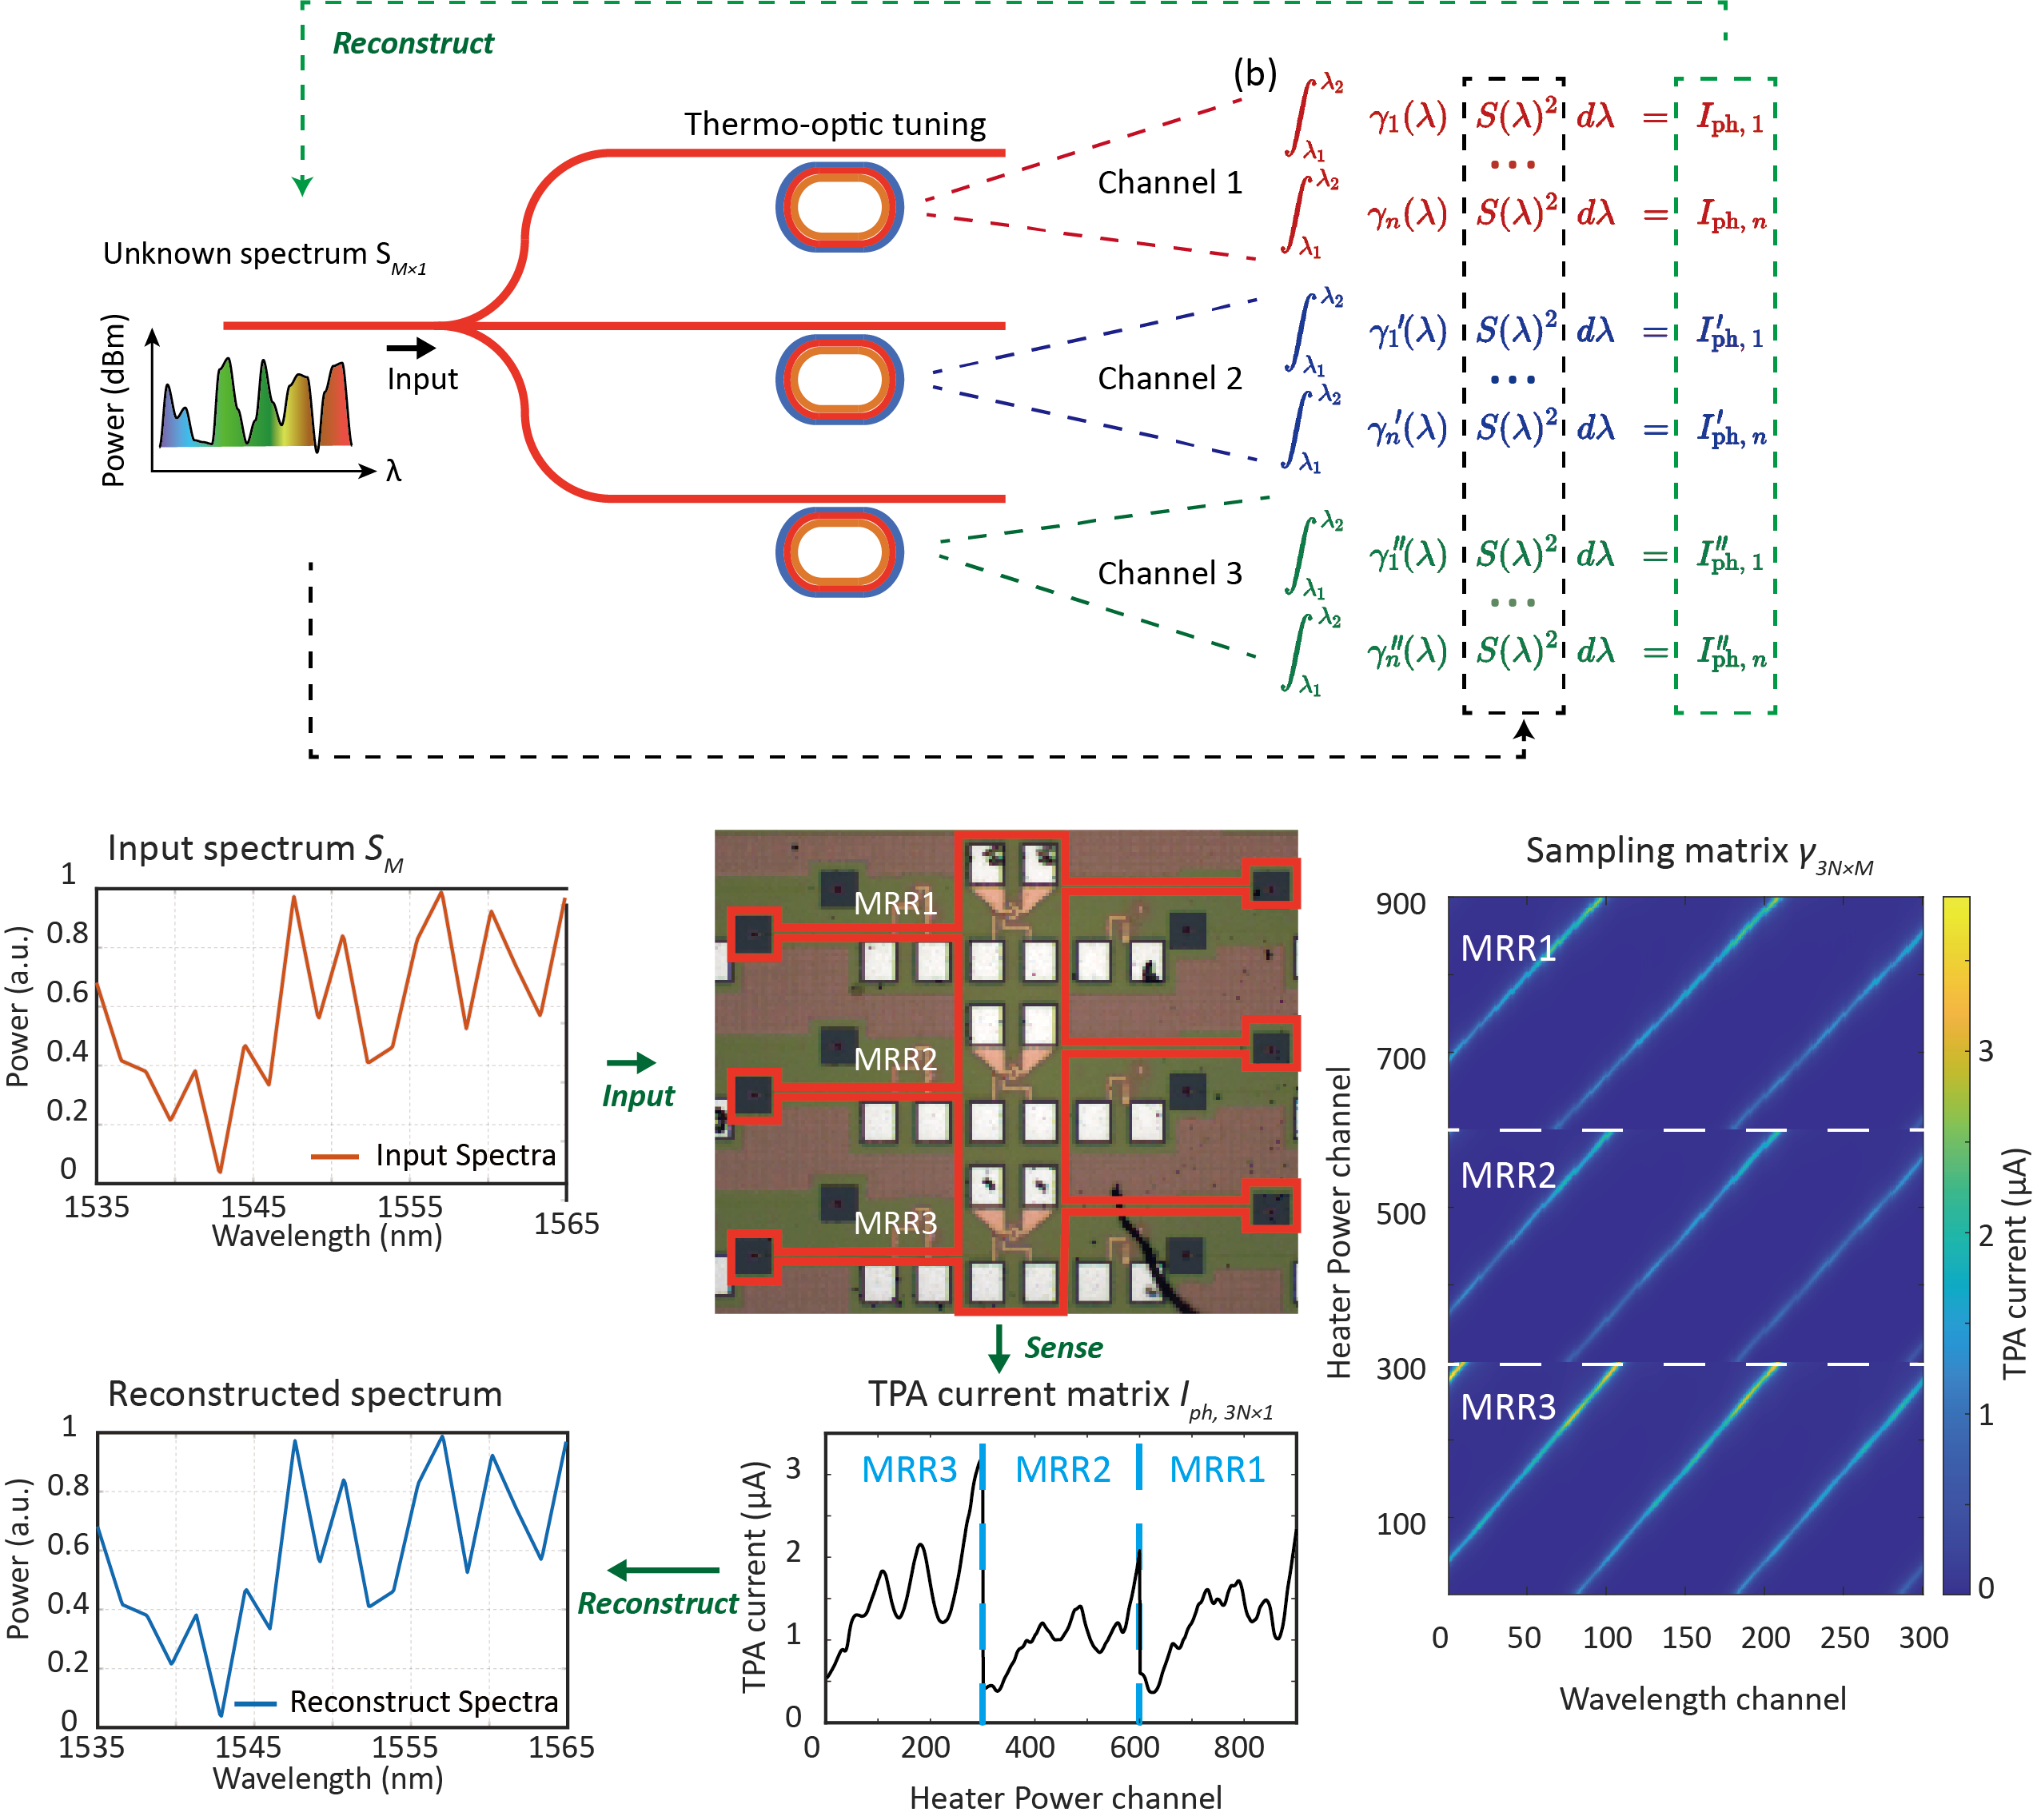 Reconstruct
(b)
Thermo-optic tuning
Unknown spectrum S_{M×1}
Power (dBm)
λ
Input
Channel 1
∫_{λ₁}^{λ₂} γ₁(λ) S(λ)² dλ = I_{ph, 1}
...
∫_{λ₁}^{λ₂} γₙ(λ) S(λ)² dλ = I_{ph, n}
Channel 2
∫_{λ₁}^{λ₂} γ₁′(λ) S(λ)² dλ = I′_{ph, 1}
...
∫_{λ₁}^{λ₂} γₙ′(λ) S(λ)² dλ = I′_{ph, n}
Channel 3
∫_{λ₁}^{λ₂} γ₁″(λ) S(λ)² dλ = I″_{ph, 1}
...
∫_{λ₁}^{λ₂} γₙ″(λ) S(λ)² dλ = I″_{ph, n}
Input spectrum S_M
Power (a.u.)
1
0.8
0.6
0.4
0.2
0
Input Spectra
1535 1545 1555 1565
Wavelength (nm)
Input
MRR1
MRR2
MRR3
Sense
Sampling matrix γ_{3N×M}
Heater Power channel
900
700
500
300
100
MRR1
MRR2
MRR3
0 50 100 150 200 250 300
Wavelength channel
3
2
1
0
TPA current (μA)
TPA current matrix I_{ph, 3N×1}
TPA current (μA)
3
2
1
0
MRR3 MRR2 MRR1
0 200 400 600 800
Heater Power channel
Reconstruct
Reconstructed spectrum
Power (a.u.)
1
0.8
0.6
0.4
0.2
0
Reconstruct Spectra
1535 1545 1555 1565
Wavelength (nm)